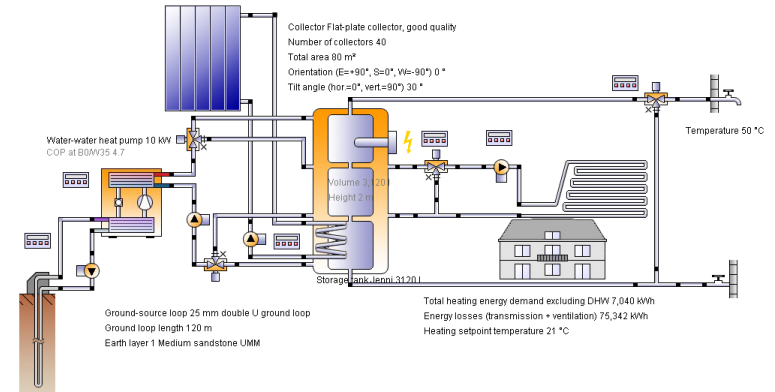 Collector Flat-plate collector, good quality
Number of collectors 40
Total area 80 m²
Orientation (E=+90°, S=0°, W=-90°) 0 °
Tilt angle (hor.=0°, vert.=90°) 30 °
Temperature 50 °C
Water-water heat pump 10 kW
COP at B0/W35 4.7
Volume 3,120 l
Height 2 m
Storage tank Jenni 3120 l
Ground-source loop 25 mm double U ground loop
Ground loop length 120 m
Earth layer 1 Medium sandstone UMM
Total heating energy demand excluding DHW 7,040 kWh
Energy losses (transmission + ventilation) 75,342 kWh
Heating setpoint temperature 21 °C